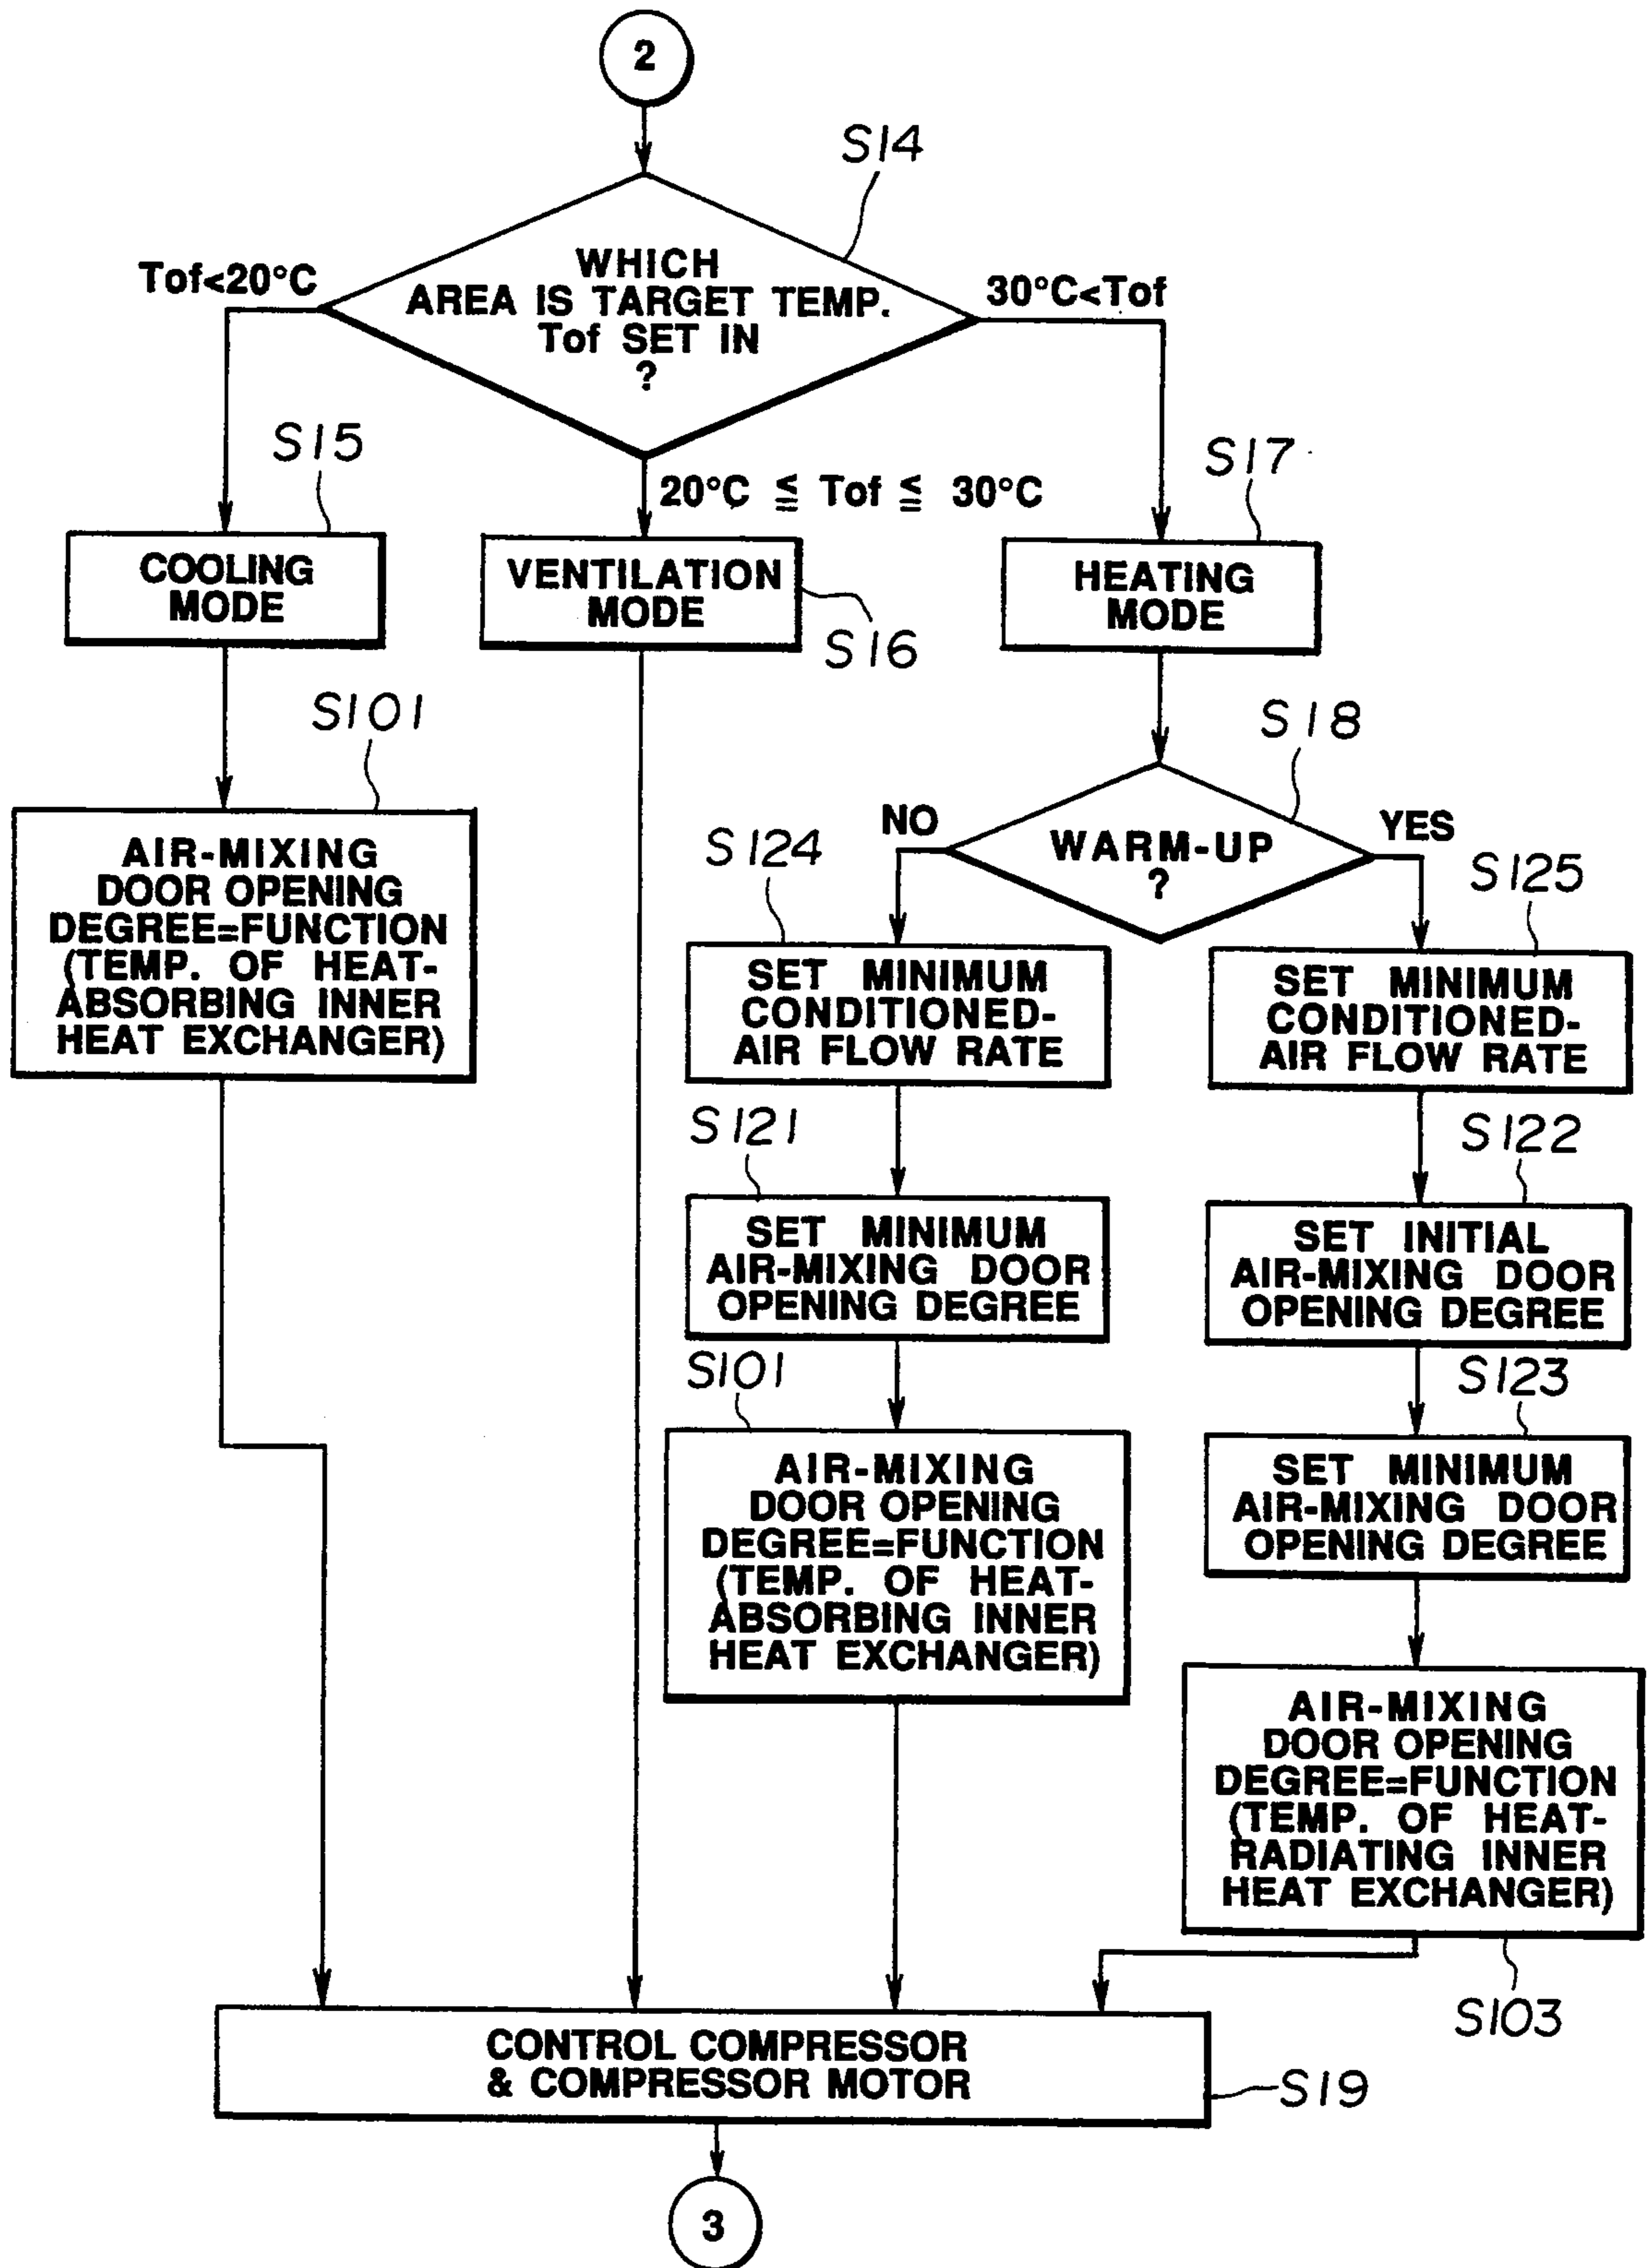 2
S14
WHICH
AREA IS TARGET TEMP.
Tof SET IN
?
Tof<20°C
30°C<Tof
20°C ≦ Tof ≦ 30°C
S15
COOLING
MODE
VENTILATION
MODE
S16
S17
HEATING
MODE
S101
AIR-MIXING
DOOR OPENING
DEGREE=FUNCTION
(TEMP. OF HEAT-
ABSORBING INNER
HEAT EXCHANGER)
S18
WARM-UP
?
NO
YES
S124
SET MINIMUM
CONDITIONED-
AIR FLOW RATE
S125
SET MINIMUM
CONDITIONED-
AIR FLOW RATE
S121
SET MINIMUM
AIR-MIXING DOOR
OPENING DEGREE
S122
SET INITIAL
AIR-MIXING DOOR
OPENING DEGREE
S101
AIR-MIXING
DOOR OPENING
DEGREE=FUNCTION
(TEMP. OF HEAT-
ABSORBING INNER
HEAT EXCHANGER)
S123
SET MINIMUM
AIR-MIXING DOOR
OPENING DEGREE
AIR-MIXING
DOOR OPENING
DEGREE=FUNCTION
(TEMP. OF HEAT-
RADIATING INNER
HEAT EXCHANGER)
S103
CONTROL COMPRESSOR
& COMPRESSOR MOTOR
S19
3